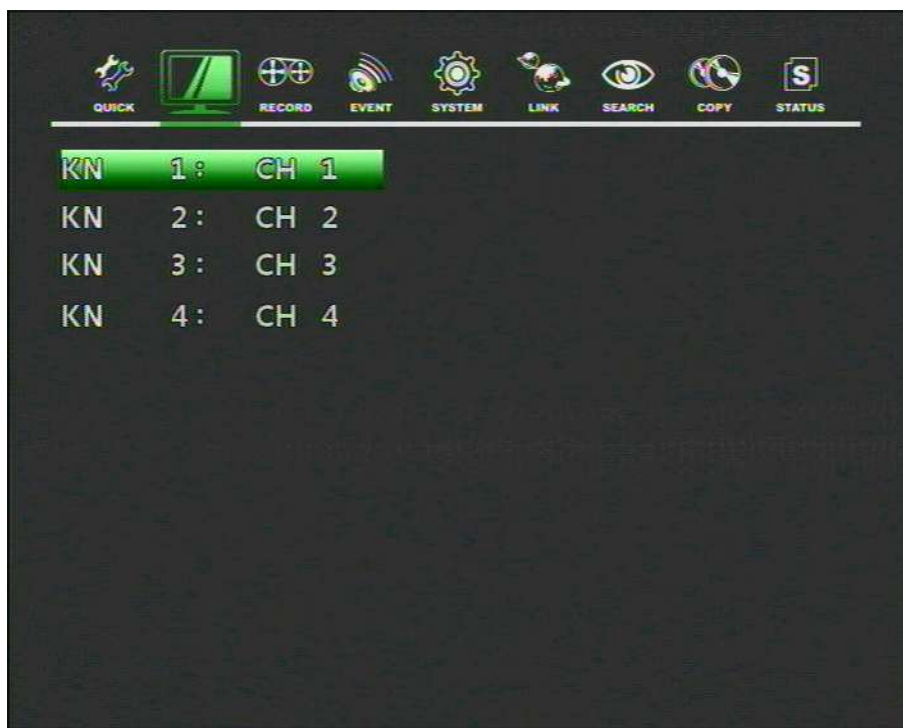 QUICK RECORD EVENT SYSTEM LINK SEARCH COPY STATUS
KN 1: CH 1
KN 2: CH 2
KN 3: CH 3
KN 4: CH 4